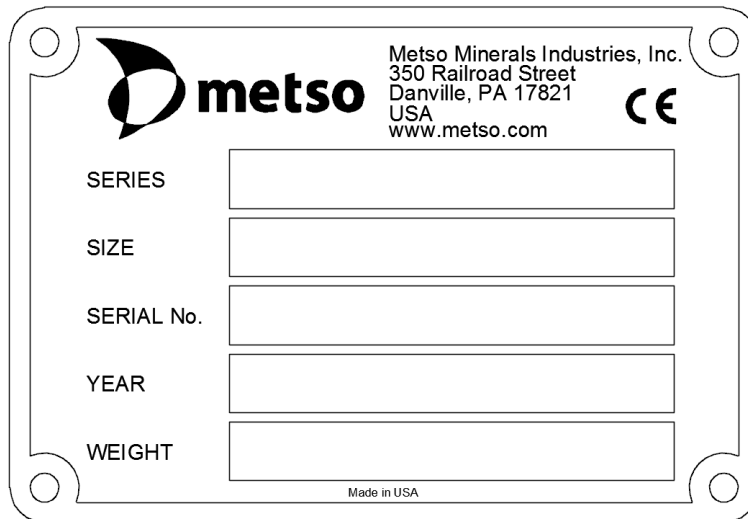 metso
Metso Minerals Industries, Inc.
350 Railroad Street
Danville, PA 17821
USA
www.metso.com
CE
SERIES
SIZE
SERIAL No.
YEAR
WEIGHT
Made in USA